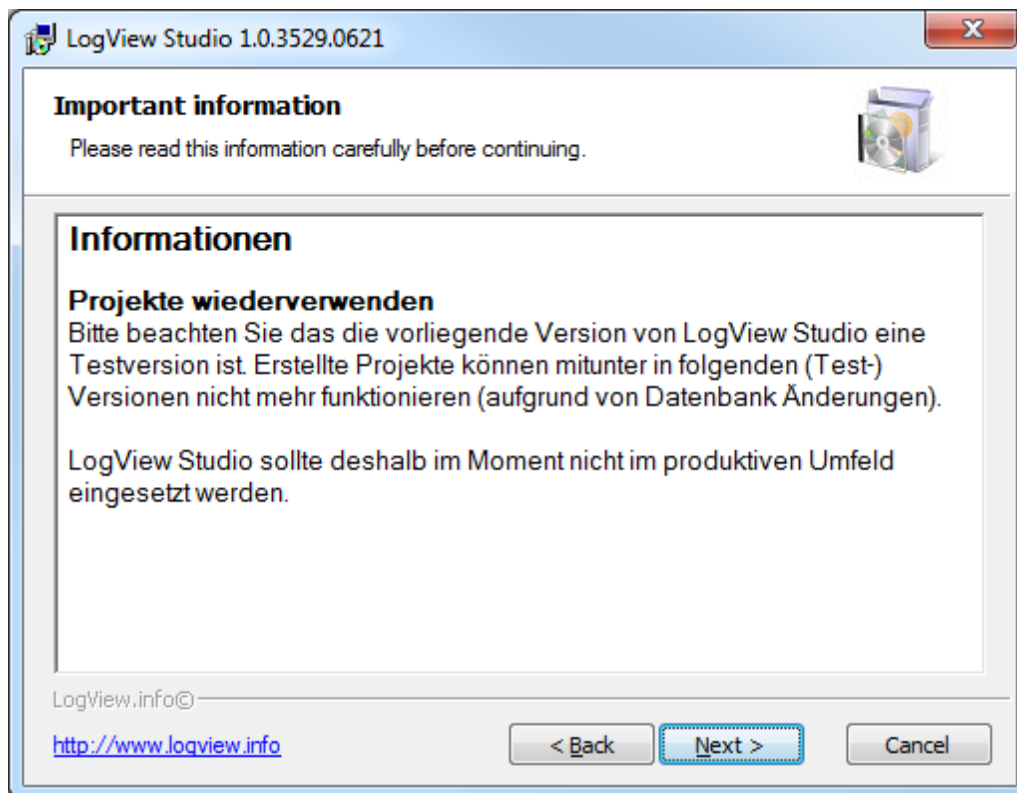 LogView Studio 1.0.3529.0621
Important information
Please read this information carefully before continuing.
Informationen
Projekte wiederverwenden
Bitte beachten Sie das die vorliegende Version von LogView Studio eine
Testversion ist. Erstellte Projekte können mitunter in folgenden (Test-)
Versionen nicht mehr funktionieren (aufgrund von Datenbank Änderungen).
LogView Studio sollte deshalb im Moment nicht im produktiven Umfeld
eingesetzt werden.
LogView.info©
http://www.logview.info
< Back
Next >
Cancel